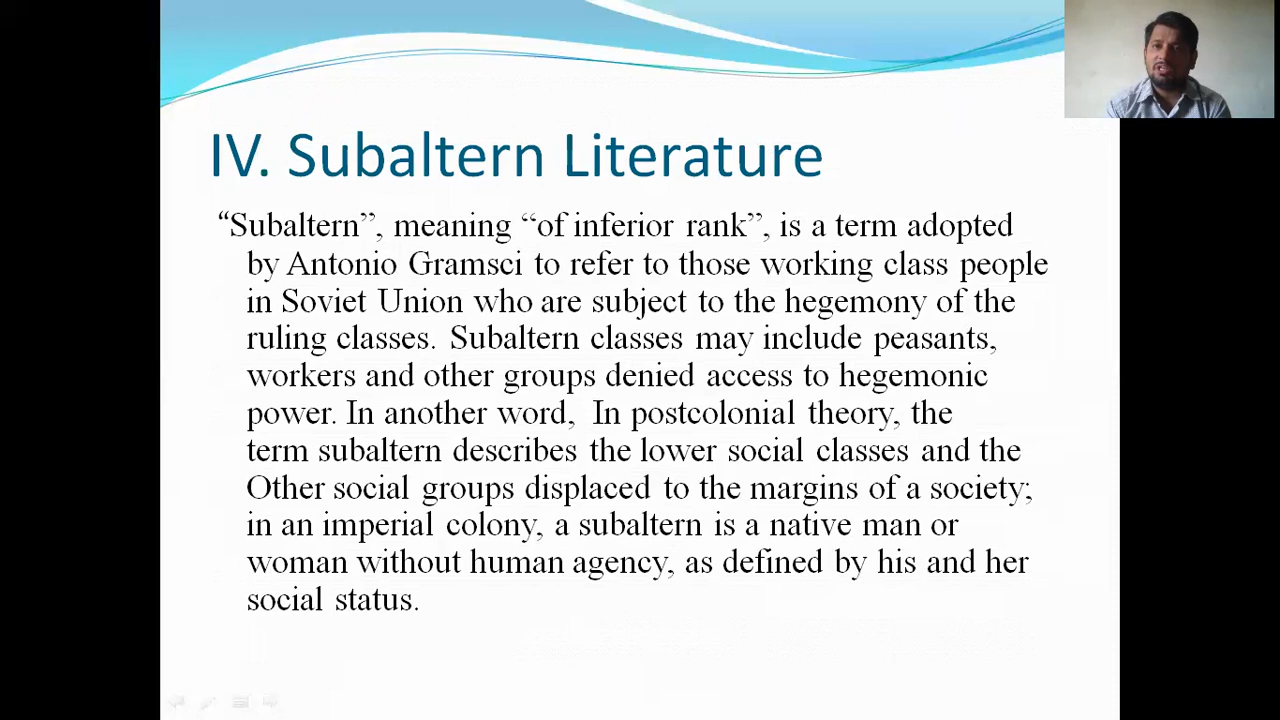 IV. Subaltern Literature
“Subaltern”, meaning “of inferior rank”, is a term adopted
by Antonio Gramsci to refer to those working class people
in Soviet Union who are subject to the hegemony of the
ruling classes. Subaltern classes may include peasants,
workers and other groups denied access to hegemonic
power. In another word, In postcolonial theory, the
term subaltern describes the lower social classes and the
Other social groups displaced to the margins of a society;
in an imperial colony, a subaltern is a native man or
woman without human agency, as defined by his and her
social status.